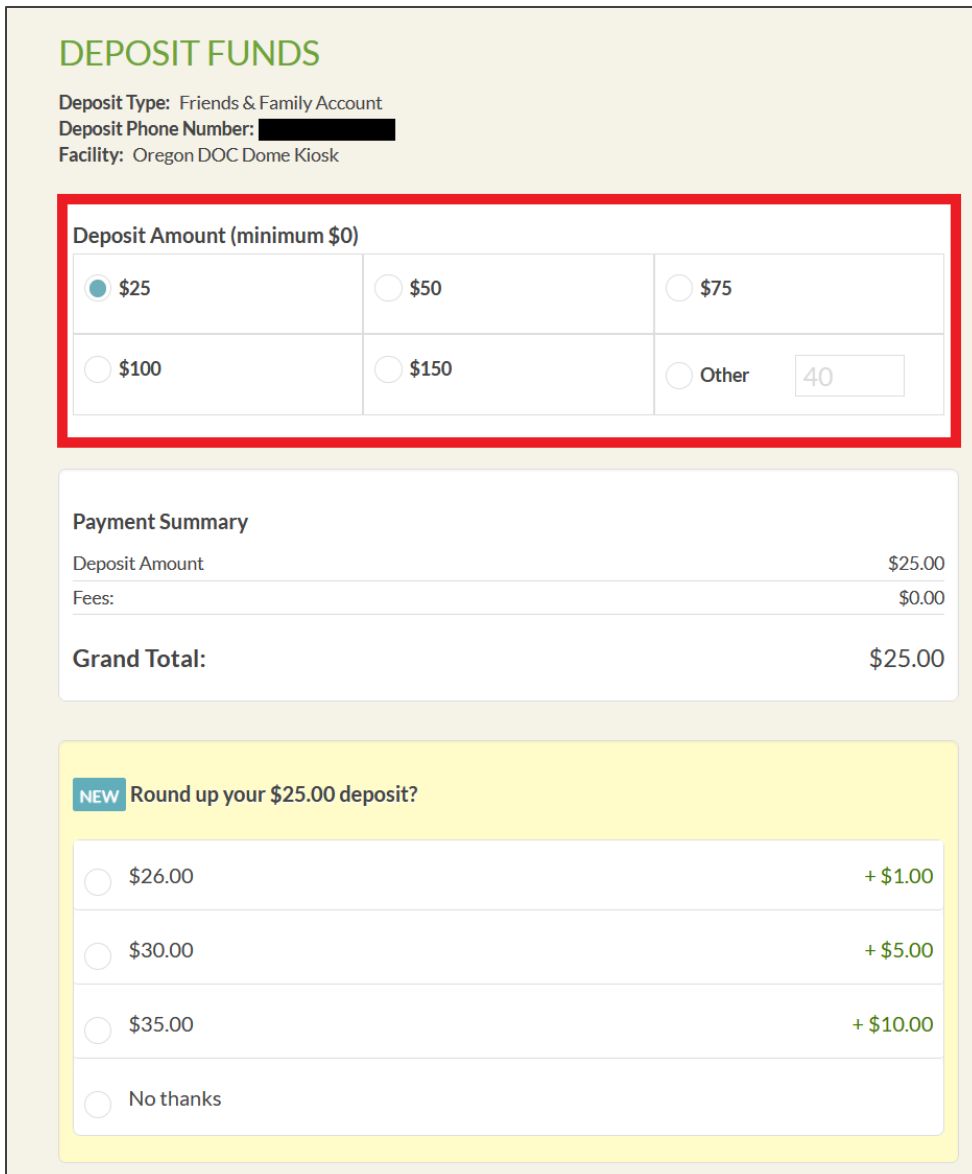 DEPOSIT FUNDS
Deposit Type: Friends & Family Account
Deposit Phone Number:
Facility: Oregon DOC Dome Kiosk
Deposit Amount (minimum $0)
$25 $50 $75
$100 $150 Other 40
Payment Summary
Deposit Amount $25.00
Fees: $0.00
Grand Total: $25.00
NEW Round up your $25.00 deposit?
$26.00 + $1.00
$30.00 + $5.00
$35.00 + $10.00
No thanks